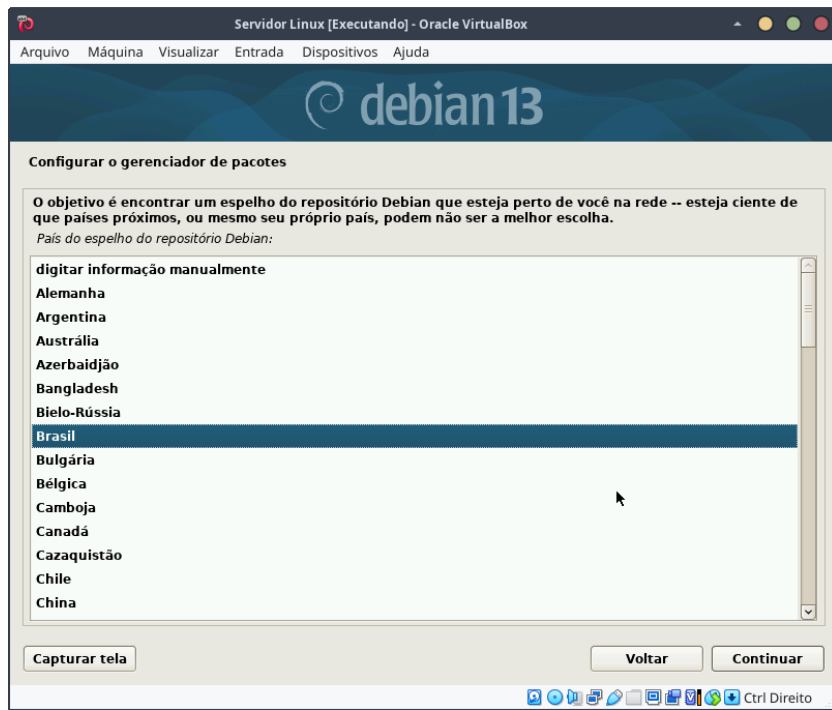 Servidor Linux [Executando] - Oracle VirtualBox
Arquivo Máquina Visualizar Entrada Dispositivos Ajuda
debian 13
Configurar o gerenciador de pacotes
O objetivo é encontrar um espelho do repositório Debian que esteja perto de você na rede -- esteja ciente de
que países próximos, ou mesmo seu próprio país, podem não ser a melhor escolha.
País do espelho do repositório Debian:
digitar informação manualmente
Alemanha
Argentina
Austrália
Azerbaidjão
Bangladesh
Bielo-Rússia
Brasil
Bulgária
Bélgica
Camboja
Canadá
Cazaquistão
Chile
China
Capturar tela Voltar Continuar
Ctrl Direito